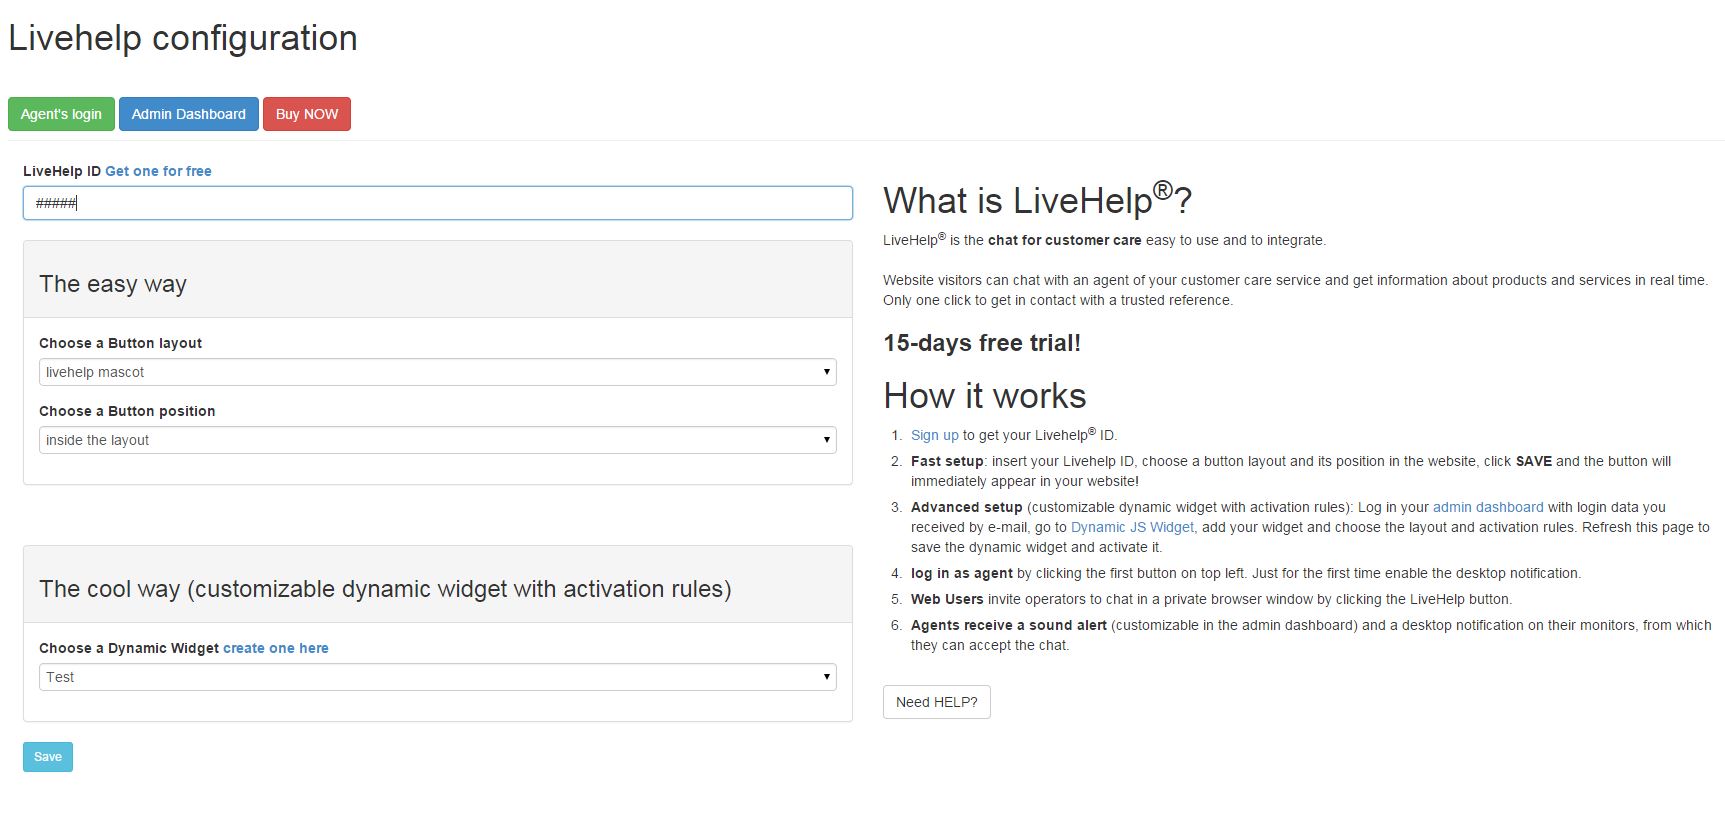 Livehelp configuration
Agent's login Admin Dashboard Buy NOW
LiveHelp ID Get one for free
#####
The easy way
Choose a Button layout
livehelp mascot
Choose a Button position
inside the layout
The cool way (customizable dynamic widget with activation rules)
Choose a Dynamic Widget create one here
Test
Save
What is LiveHelp®?
LiveHelp® is the chat for customer care easy to use and to integrate.
Website visitors can chat with an agent of your customer care service and get information about products and services in real time.
Only one click to get in contact with a trusted reference.
15-days free trial!
How it works
1. Sign up to get your Livehelp® ID.
2. Fast setup: insert your Livehelp ID, choose a button layout and its position in the website, click SAVE and the button will
immediately appear in your website!
3. Advanced setup (customizable dynamic widget with activation rules): Log in your admin dashboard with login data you
received by e-mail, go to Dynamic JS Widget, add your widget and choose the layout and activation rules. Refresh this page to
save the dynamic widget and activate it.
4. log in as agent by clicking the first button on top left. Just for the first time enable the desktop notification.
5. Web Users invite operators to chat in a private browser window by clicking the LiveHelp button.
6. Agents receive a sound alert (customizable in the admin dashboard) and a desktop notification on their monitors, from which
they can accept the chat.
Need HELP?